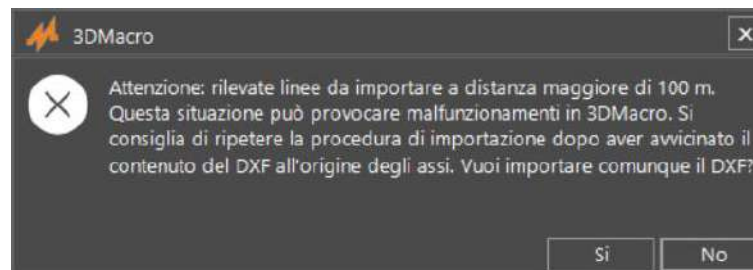 3DMacro
Attenzione: rilevate linee da importare a distanza maggiore di 100 m.
Questa situazione può provocare malfunzionamenti in 3DMacro. Si
consiglia di ripetere la procedura di importazione dopo aver avvicinato il
contenuto del DXF all'origine degli assi. Vuoi importare comunque il DXF?
Si
No